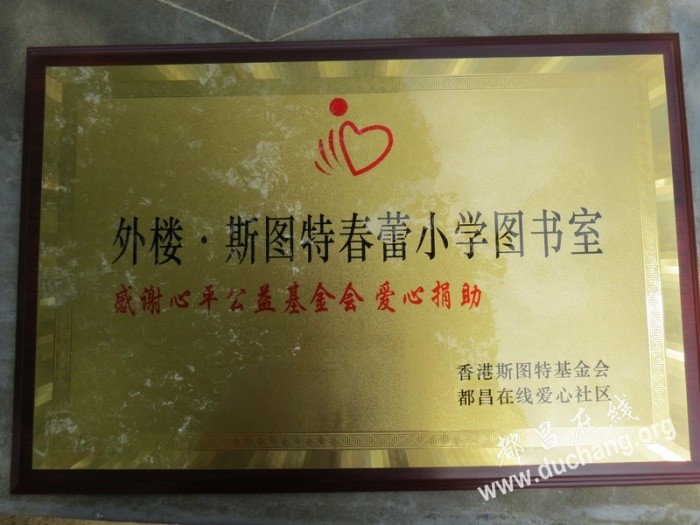 外楼·斯图特春蕾小学图书室
感谢心平公益基金会 爱心捐助
香港斯图特基金会
都昌在线爱心社区
都昌在线
www.duchang.org